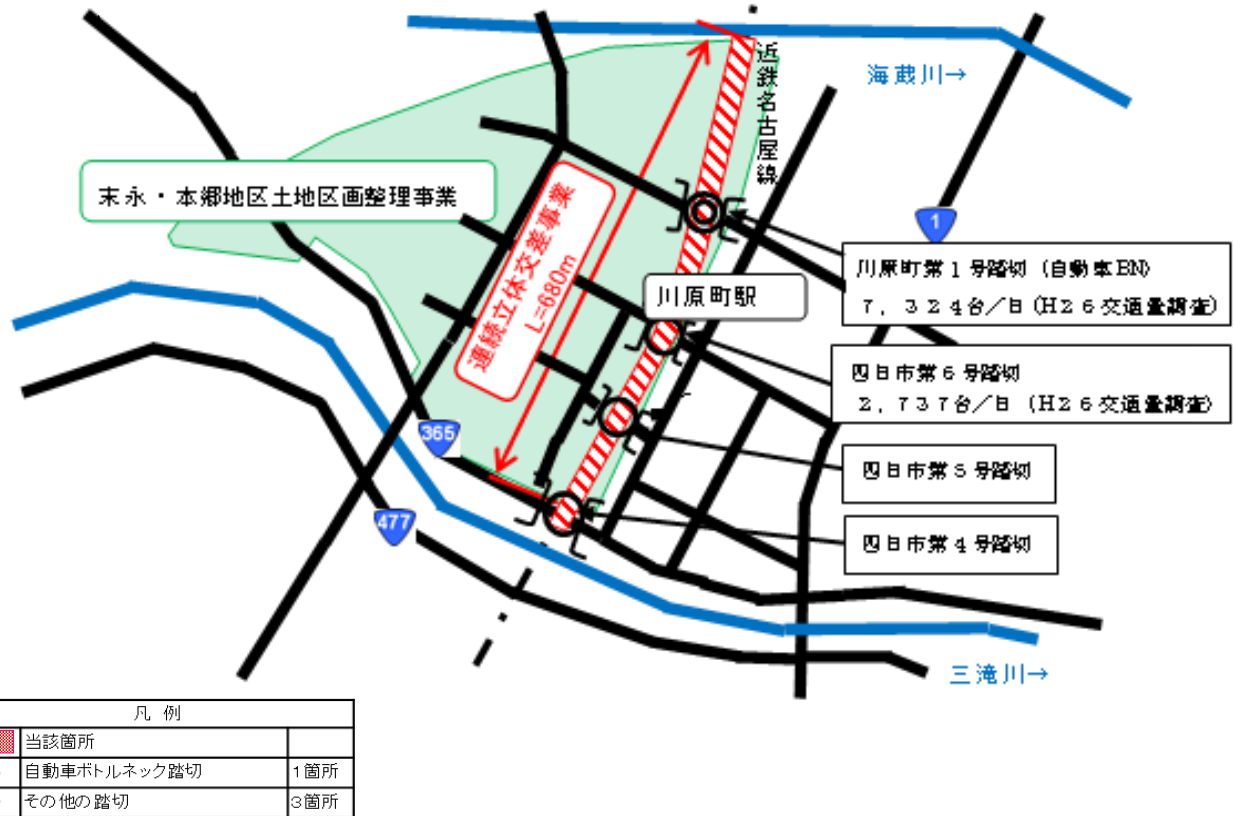 近鉄名古屋線
海蔵川→
末永・本郷地区土地区画整理事業
連続立体交差事業
L=680m
1
川原町第1号踏切 (自動車BN)
7,324台/日(H26交通量調査)
川原町駅
四日市第6号踏切
2,737台/日 (H26交通量調査)
365
四日市第5号踏切
477
四日市第4号踏切
三滝川→
凡 例
当該箇所
自動車ボトルネック踏切 1箇所
その他の踏切 3箇所